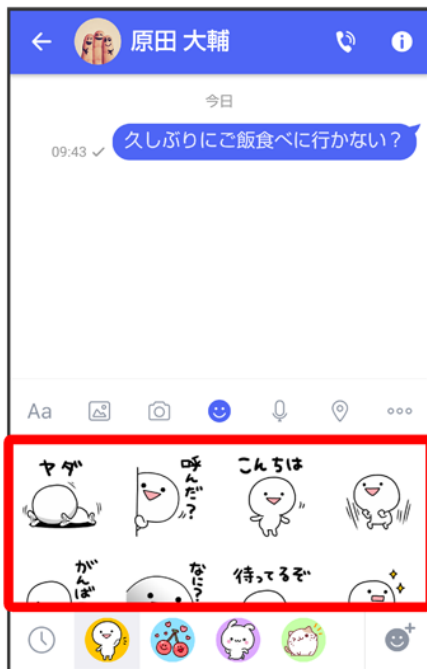 原田 大輔
今日
久しぶりにご飯食べに行かない?
09:43
Aa
ヤダ
呼んだ?
こんちは
がんば
なに?
待ってるぞ